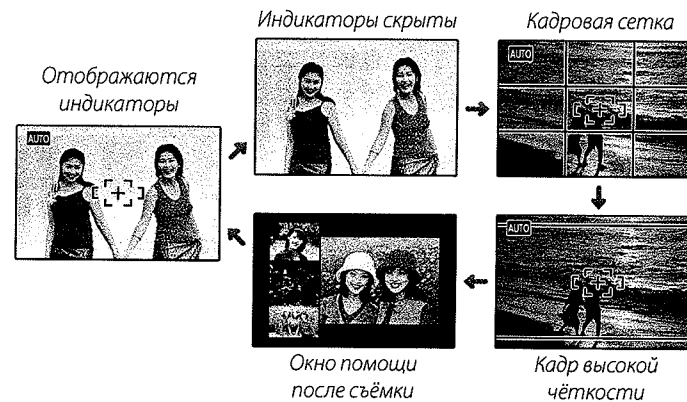 Индикаторы скрыты
Кадровая сетка
Отображаются
индикаторы
AUTO
AUTO
AUTO
Окно помощи
после съёмки
Кадр высокой
чёткости